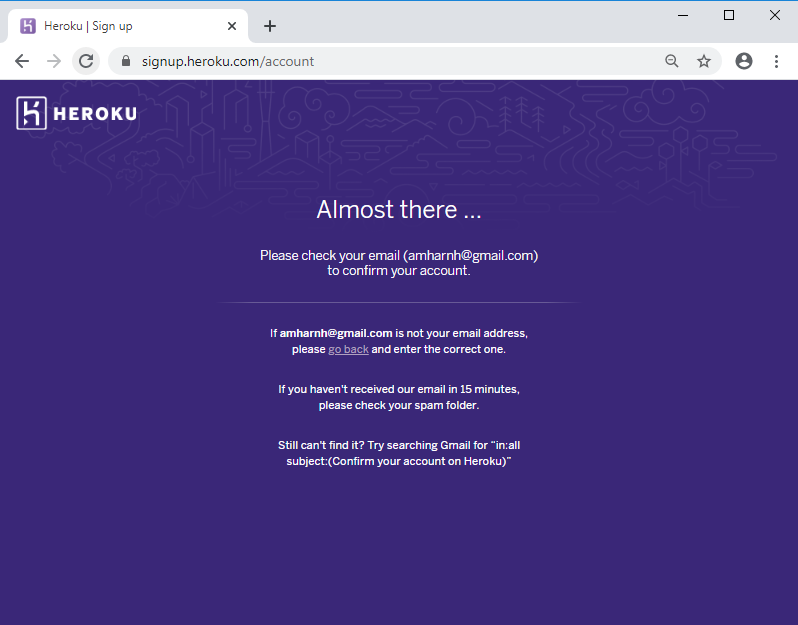 Heroku | Sign up
signup.heroku.com/account
HEROKU
Almost there ...
Please check your email (amharnh@gmail.com)
to confirm your account.
If amharnh@gmail.com is not your email address,
please go back and enter the correct one.
If you haven't received our email in 15 minutes,
please check your spam folder.
Still can't find it? Try searching Gmail for “in:all
subject:(Confirm your account on Heroku)”